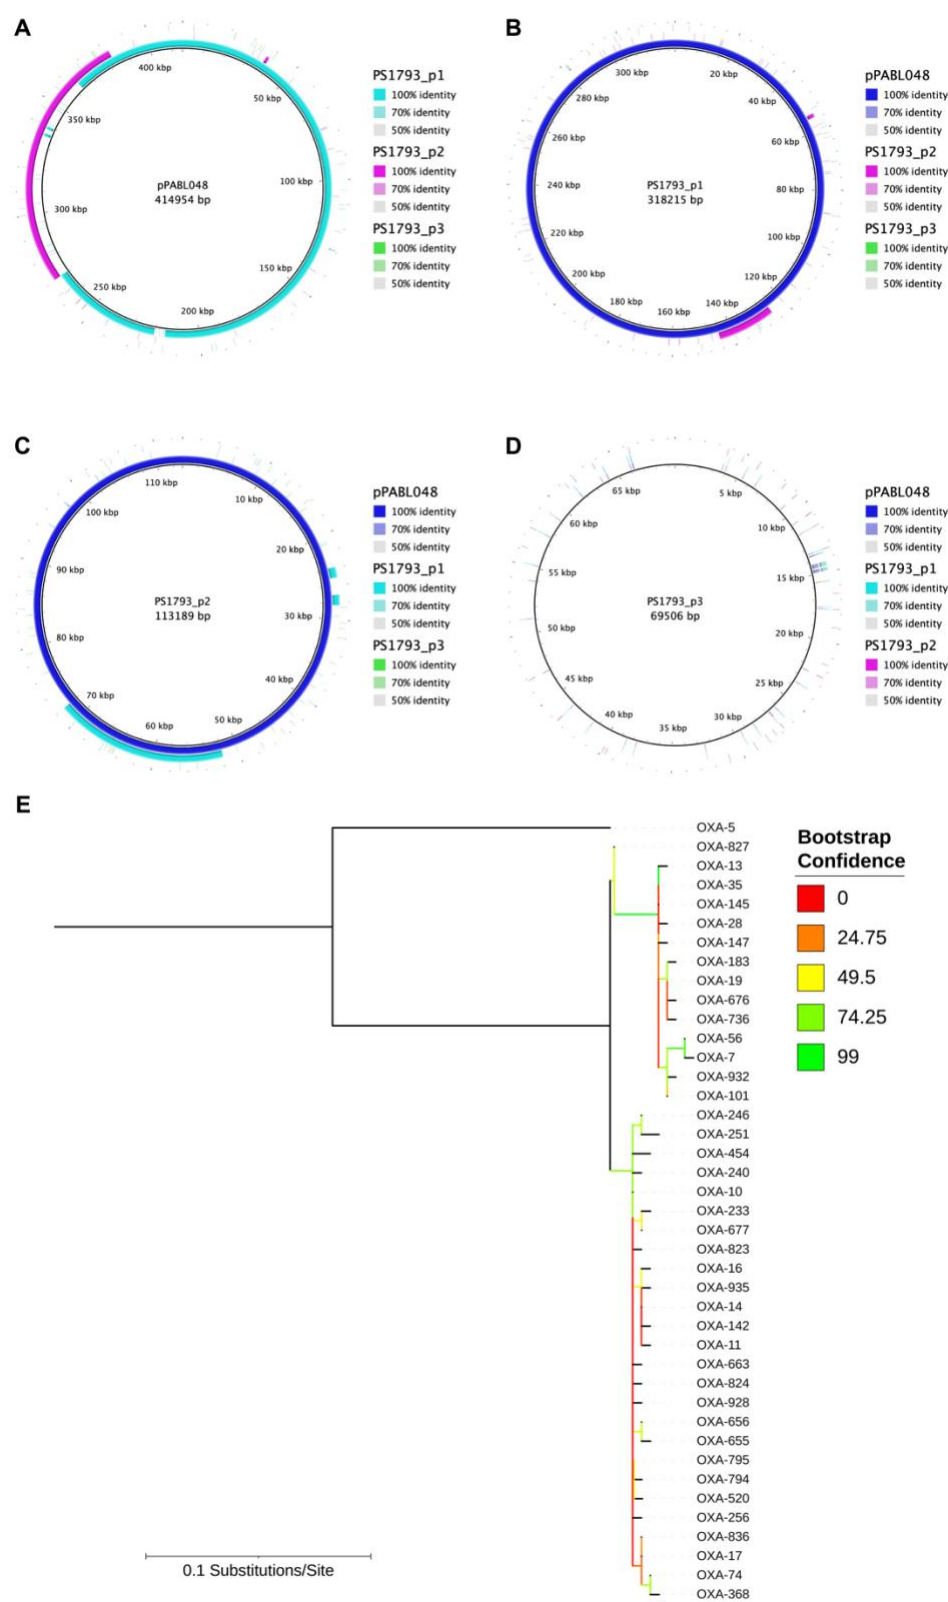 A
400 kbp
50 kbp
350 kbp
100 kbp
pPABL048
414954 bp
300 kbp
150 kbp
250 kbp
200 kbp
PS1793_p1
100% identity
70% identity
50% identity
PS1793_p2
100% identity
70% identity
50% identity
PS1793_p3
100% identity
70% identity
50% identity
B
300 kbp
20 kbp
280 kbp
40 kbp
260 kbp
60 kbp
240 kbp
PS1793_p1
318215 bp
80 kbp
220 kbp
100 kbp
200 kbp
120 kbp
180 kbp
140 kbp
160 kbp
pPABL048
100% identity
70% identity
50% identity
PS1793_p2
100% identity
70% identity
50% identity
PS1793_p3
100% identity
70% identity
50% identity
C
110 kbp
10 kbp
100 kbp
20 kbp
90 kbp
PS1793_p2
113189 bp
30 kbp
80 kbp
40 kbp
70 kbp
50 kbp
60 kbp
pPABL048
100% identity
70% identity
50% identity
PS1793_p1
100% identity
70% identity
50% identity
PS1793_p3
100% identity
70% identity
50% identity
D
65 kbp
5 kbp
60 kbp
10 kbp
55 kbp
15 kbp
PS1793_p3
69506 bp
50 kbp
20 kbp
45 kbp
25 kbp
40 kbp
30 kbp
35 kbp
pPABL048
100% identity
70% identity
50% identity
PS1793_p1
100% identity
70% identity
50% identity
PS1793_p2
100% identity
70% identity
50% identity
E
OXA-5
OXA-827
OXA-13
OXA-35
OXA-145
OXA-28
OXA-147
OXA-183
OXA-19
OXA-676
OXA-736
OXA-56
OXA-7
OXA-932
OXA-101
OXA-246
OXA-251
OXA-454
OXA-240
OXA-10
OXA-233
OXA-677
OXA-823
OXA-16
OXA-935
OXA-14
OXA-142
OXA-11
OXA-663
OXA-824
OXA-928
OXA-656
OXA-655
OXA-795
OXA-794
OXA-520
OXA-256
OXA-836
OXA-17
OXA-74
OXA-368
Bootstrap
Confidence
0
24.75
49.5
74.25
99
0.1 Substitutions/Site